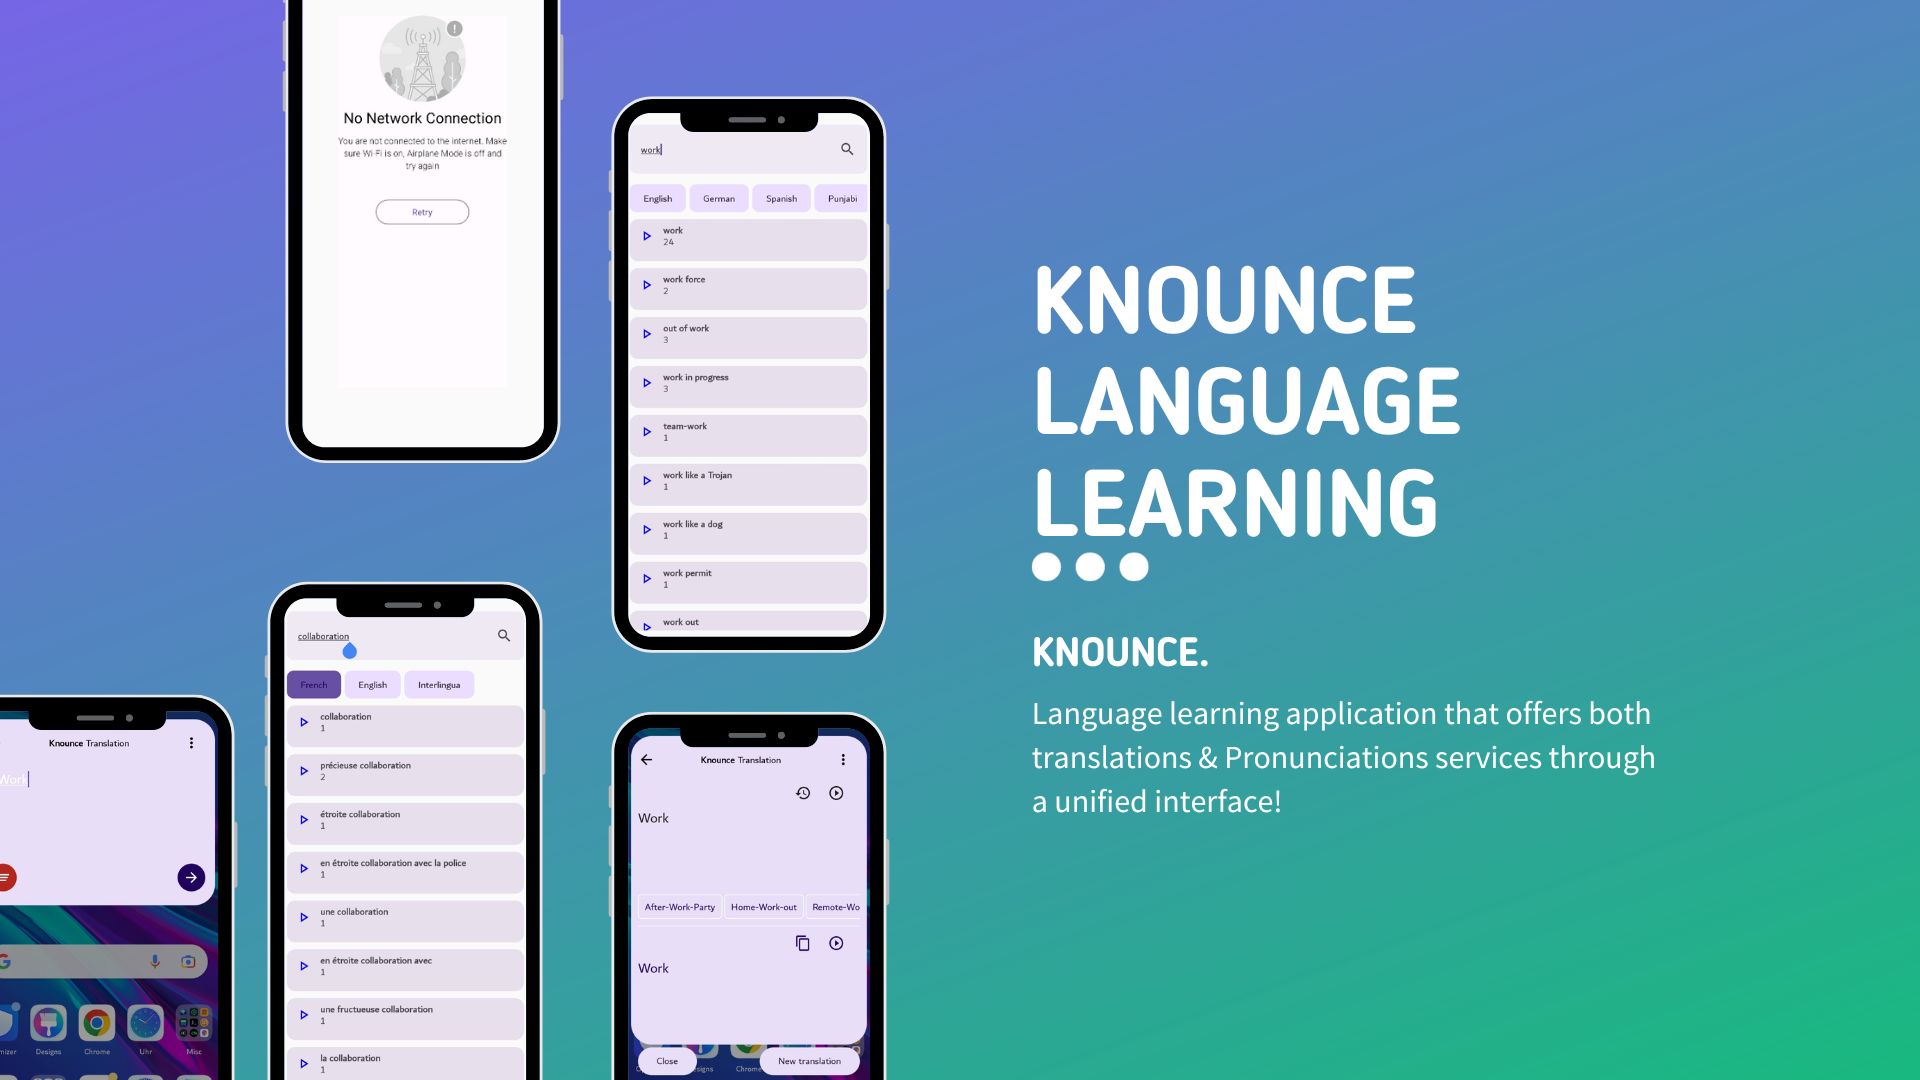 No Network Connection
You are not connected to the internet. Make
sure Wi-Fi is on, Airplane Mode is off and
try again
Retry
work
English German Spanish Punjabi
work
24
work force
2
out of work
3
work in progress
3
team-work
1
work like a Trojan
1
work like a dog
1
work permit
1
work out
KNOUNCE
LANGUAGE
LEARNING
KNOUNCE.
Language learning application that offers both
translations & Pronunciations services through
a unified interface!
collaboration
French English Interlingua
collaboration
1
précieuse collaboration
2
étroite collaboration
1
en étroite collaboration avec la police
1
une collaboration
1
en étroite collaboration avec
1
une fructueuse collaboration
1
la collaboration
1
Knounce Translation
Work
mizer Designs Chrome Uhr Misc
Knounce Translation
Work
After-Work-Party Home-Work-out Remote-Wo
Work
Close New translation
esigns Chrome